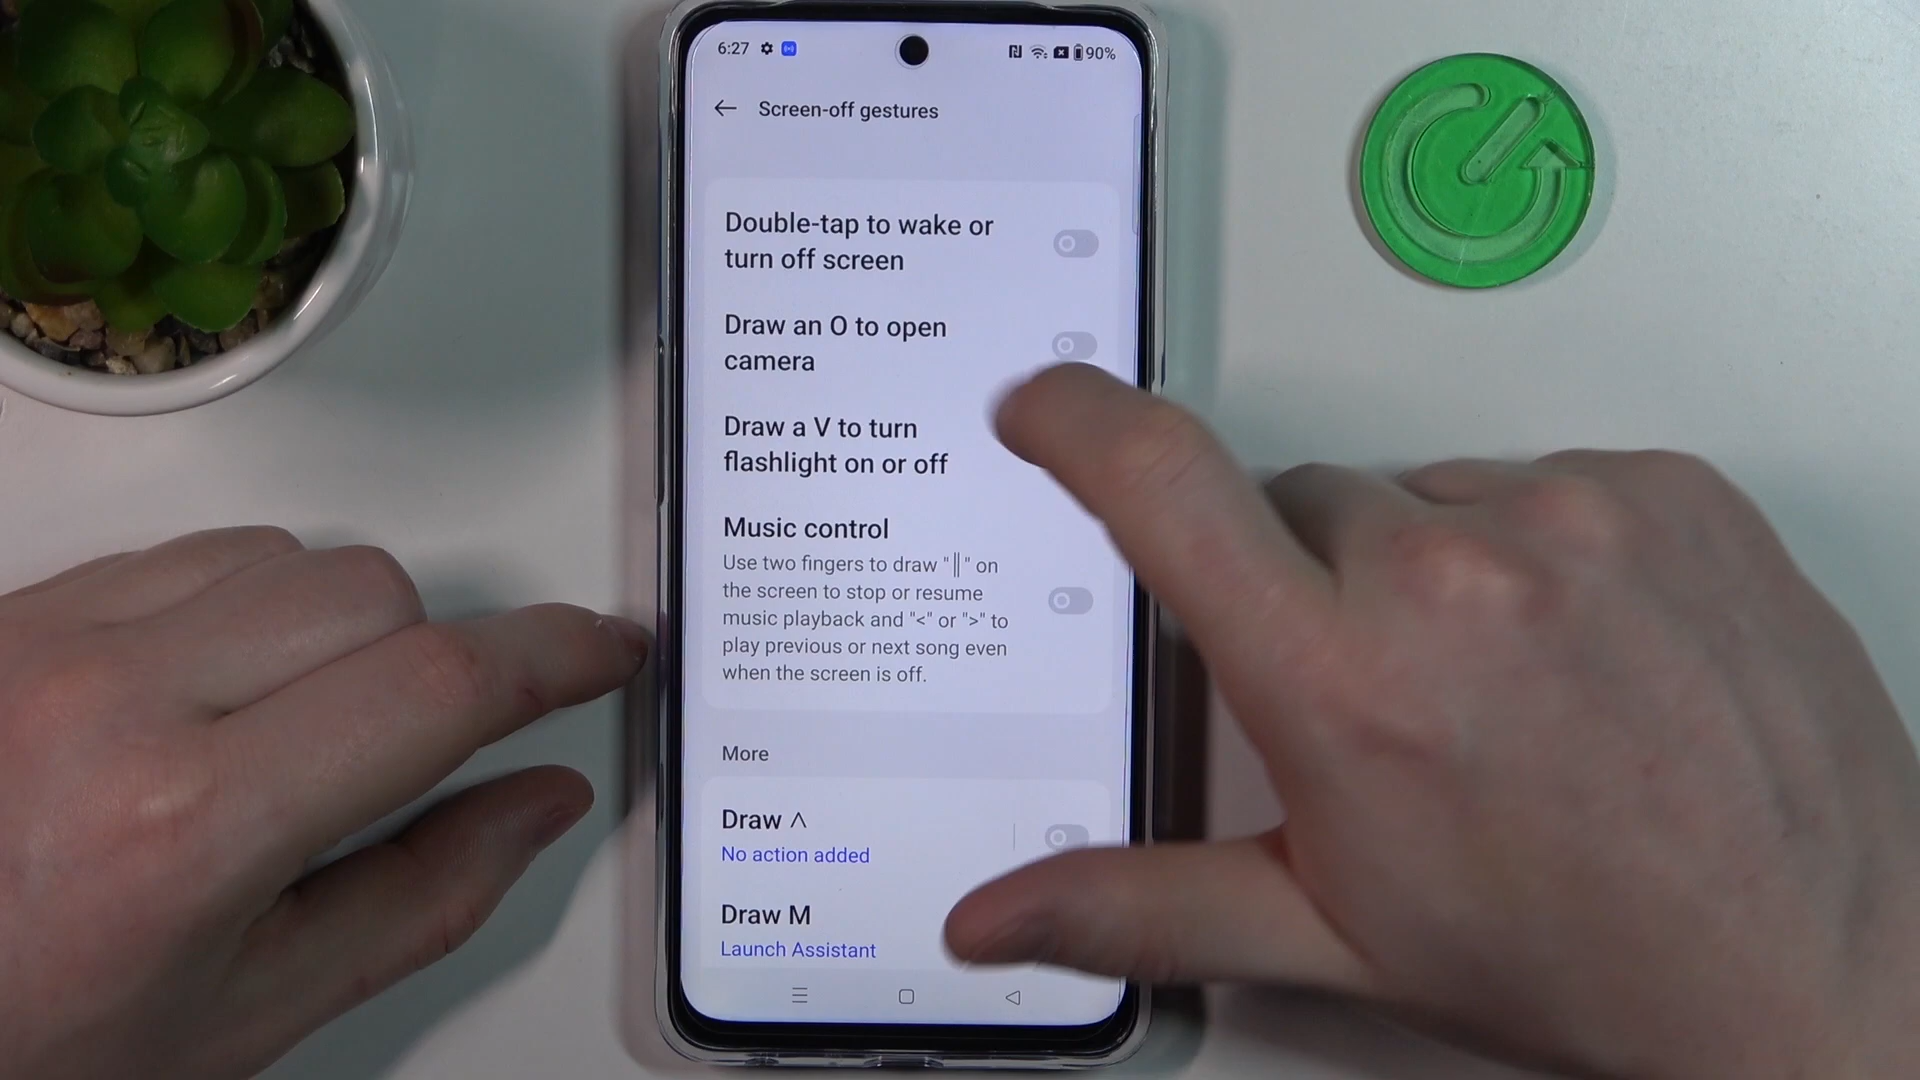 6:27 90%
Screen-off gestures
Double-tap to wake or
turn off screen
Draw an O to open
camera
Draw a V to turn
flashlight on or off
Music control
Use two fingers to draw "||" on
the screen to stop or resume
music playback and "<" or ">" to
play previous or next song even
when the screen is off.
More
Draw ∧
No action added
Draw M
Launch Assistant